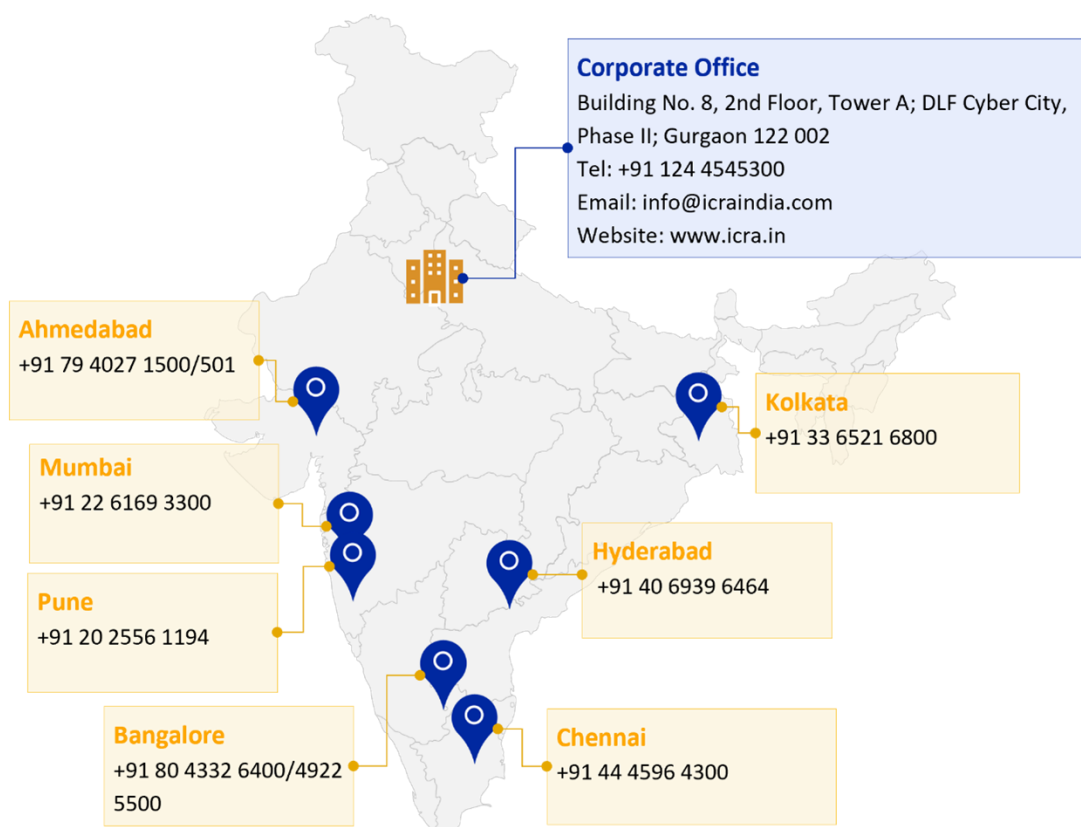 Corporate Office
Building No. 8, 2nd Floor, Tower A; DLF Cyber City,
Phase II; Gurgaon 122 002
Tel: +91 124 4545300
Email: info@icraindia.com
Website: www.icra.in
Ahmedabad
+91 79 4027 1500/501
Kolkata
+91 33 6521 6800
Mumbai
+91 22 6169 3300
Hyderabad
+91 40 6939 6464
Pune
+91 20 2556 1194
Bangalore
+91 80 4332 6400/4922
5500
Chennai
+91 44 4596 4300